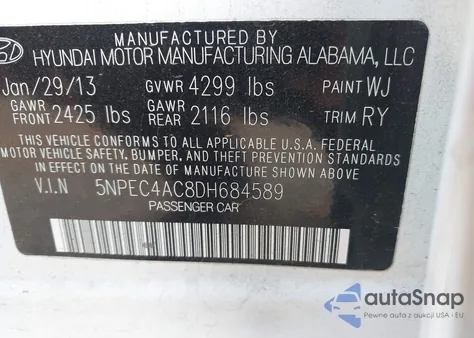 MANUFACTURED BY
HYUNDAI MOTOR MANUFACTURING ALABAMA, LLC
Jan/29/13 GVWR 4299 lbs PAINT WJ
GAWR FRONT 2425 lbs GAWR REAR 2116 lbs TRIM RY
THIS VEHICLE CONFORMS TO ALL APPLICABLE U.S.A FEDERAL
MOTOR VEHICLE SAFETY, BUMPER, AND THEFT PREVENTION STANDARDS
IN EFFECT ON THE DATE OF MANUFACTURE SHOWN ABOVE.
V.I.N 5NPEC4AC8DH684589
PASSENGER CAR
autoSnap
Pewne auta z aukcji USA i EU